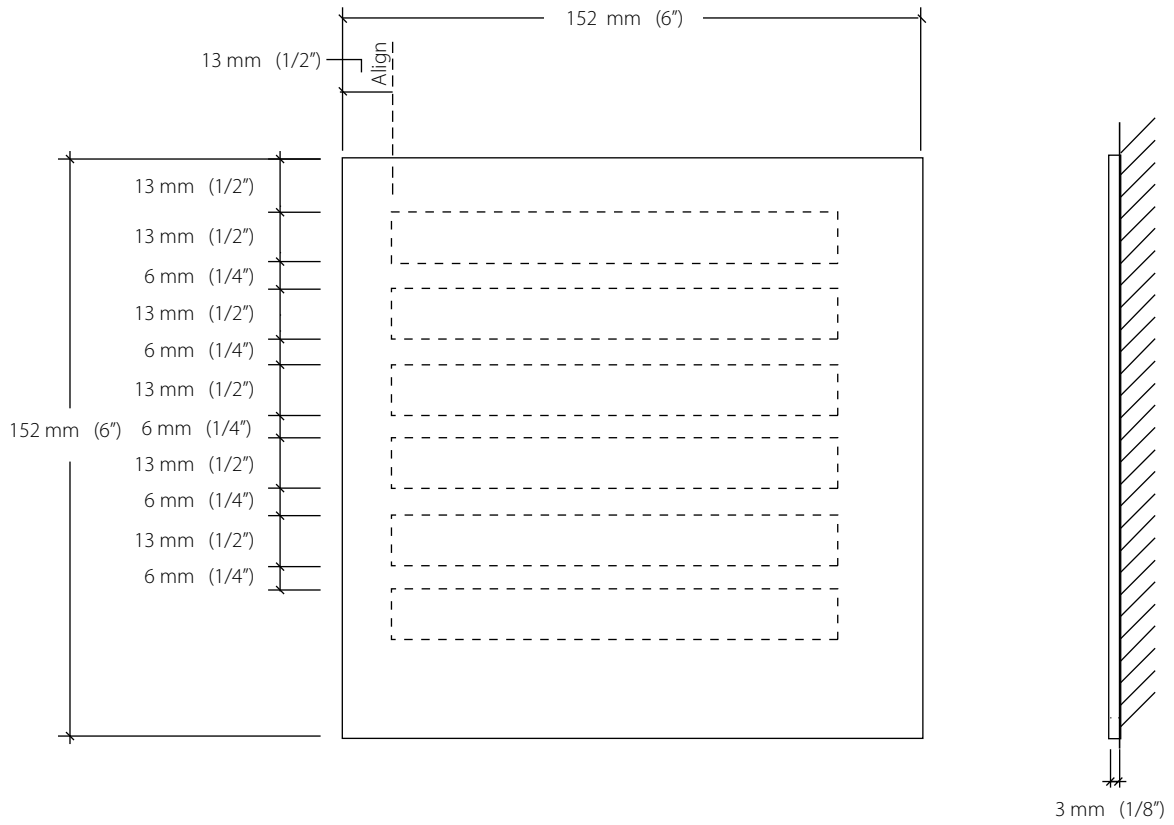 152 mm (6”)
13 mm (1/2”)
Align
13 mm (1/2”)
13 mm (1/2”)
6 mm (1/4”)
13 mm (1/2”)
6 mm (1/4”)
13 mm (1/2”)
152 mm (6”) 6 mm (1/4”)
13 mm (1/2”)
6 mm (1/4”)
13 mm (1/2”)
6 mm (1/4”)
3 mm (1/8”)